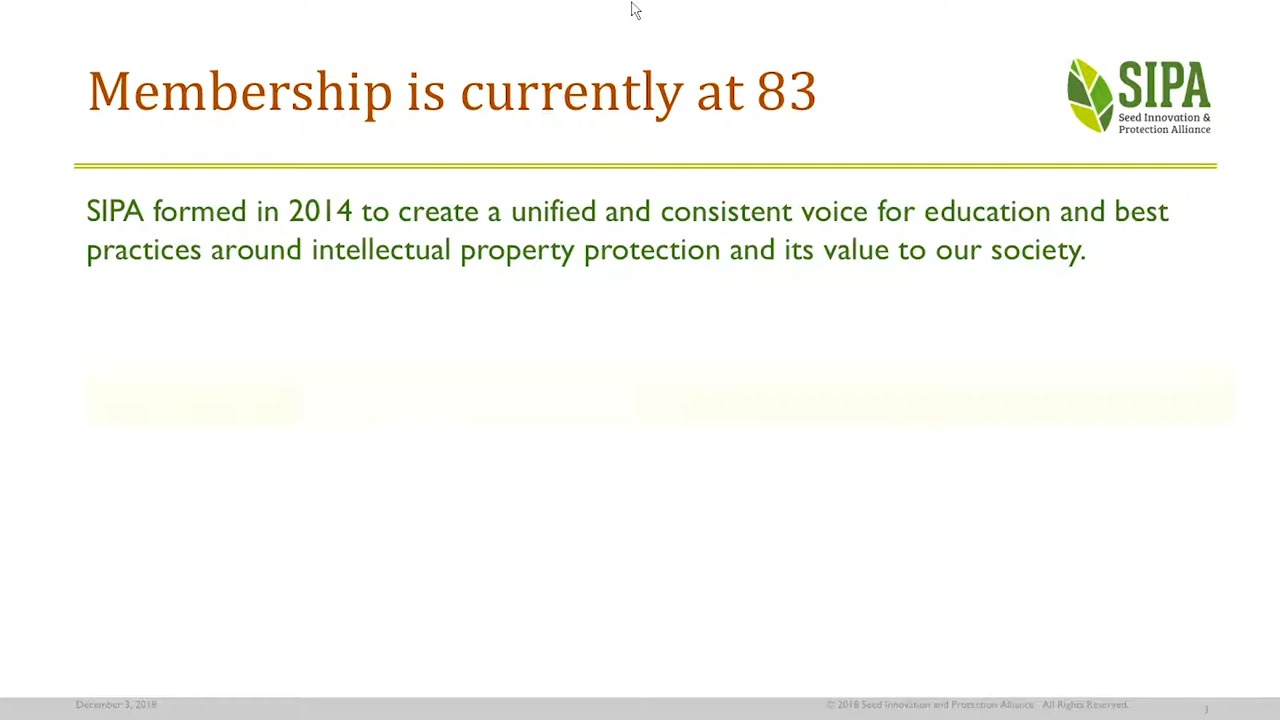 Membership is currently at 83
SIPA
Seed Innovation &
Protection Alliance
SIPA formed in 2014 to create a unified and consistent voice for education and best
practices around intellectual property protection and its value to our society.
December 3, 2018
© 2018 Seed Innovation and Protection Alliance. All Rights Reserved.
3